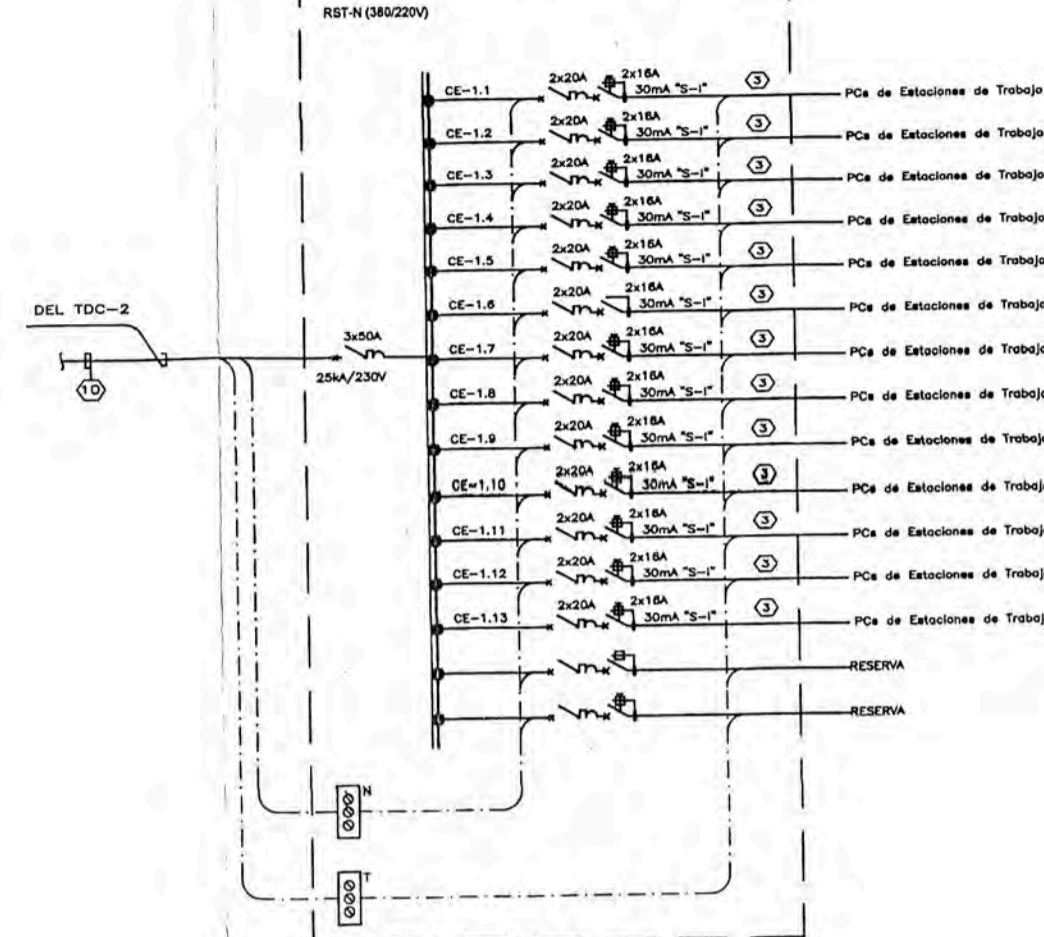 RST-N (380/220V)
CE-1.1 2x20A 2x16A 30mA "S-I" 3 PCs de Estaciones de Trabajo
CE-1.2 2x20A 2x16A 30mA "S-I" 3 PCs de Estaciones de Trabajo
CE-1.3 2x20A 2x16A 30mA "S-I" 3 PCs de Estaciones de Trabajo
CE-1.4 2x20A 2x16A 30mA "S-I" 3 PCs de Estaciones de Trabajo
CE-1.5 2x20A 2x16A 30mA "S-I" 3 PCs de Estaciones de Trabajo
CE-1.6 2x20A 2x16A 30mA "S-I" 3 PCs de Estaciones de Trabajo
DEL TDC-2
10
3x50A
25kA/230V
CE-1.7 2x20A 2x16A 30mA "S-I" 3 PCs de Estaciones de Trabajo
CE-1.8 2x20A 2x16A 30mA "S-I" 3 PCs de Estaciones de Trabajo
CE-1.9 2x20A 2x16A 30mA "S-I" 3 PCs de Estaciones de Trabajo
CE-1.10 2x20A 2x16A 30mA "S-I" 3 PCs de Estaciones de Trabaj
CE-1.11 2x20A 2x16A 30mA "S-I" 3 PCs de Estaciones de Trabajo
CE-1.12 2x20A 2x16A 30mA "S-I" 3 PCs de Estaciones de Trabaj
CE-1.13 2x20A 2x16A 30mA "S-I" 3 PCs de Estaciones de Trabaj
RESERVA
RESERVA
N
T